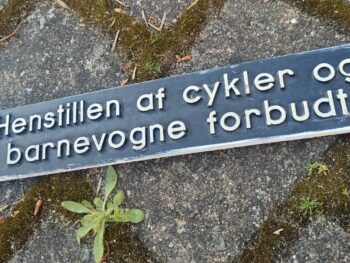 Henstillen af cykler og
barnevogne forbudt